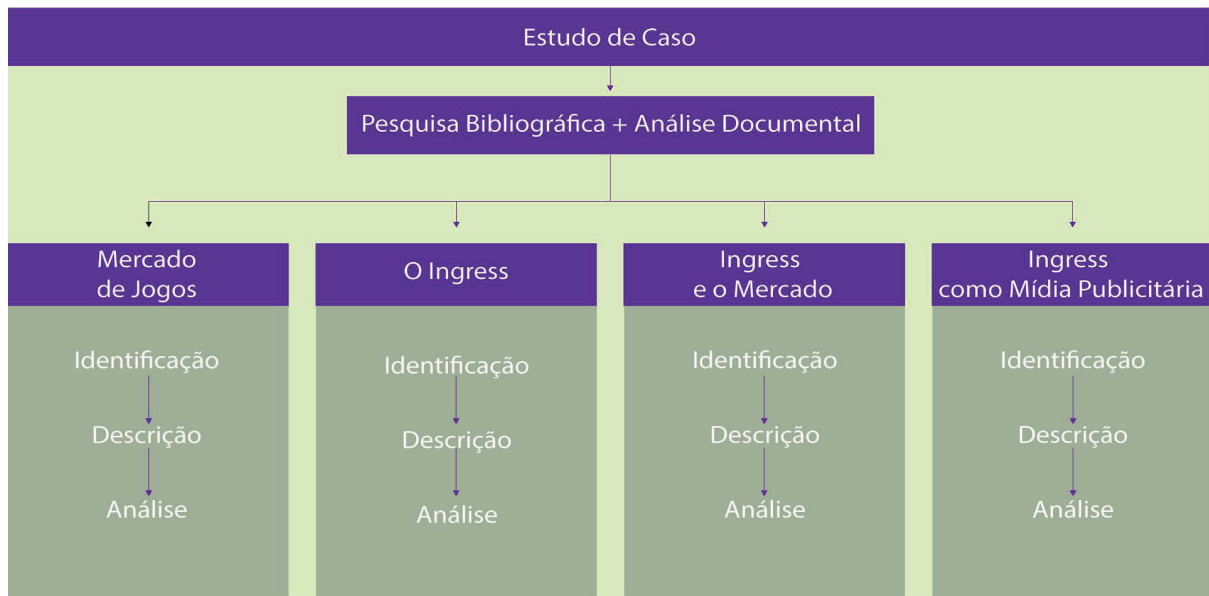 Estudo de Caso
Pesquisa Bibliográfica + Análise Documental
Mercado
de Jogos
Identificação
Descrição
Análise
O Ingress
Identificação
Descrição
Análise
Ingress
e o Mercado
Identificação
Descrição
Análise
Ingress
como Mídia Publicitária
Identificação
Descrição
Análise